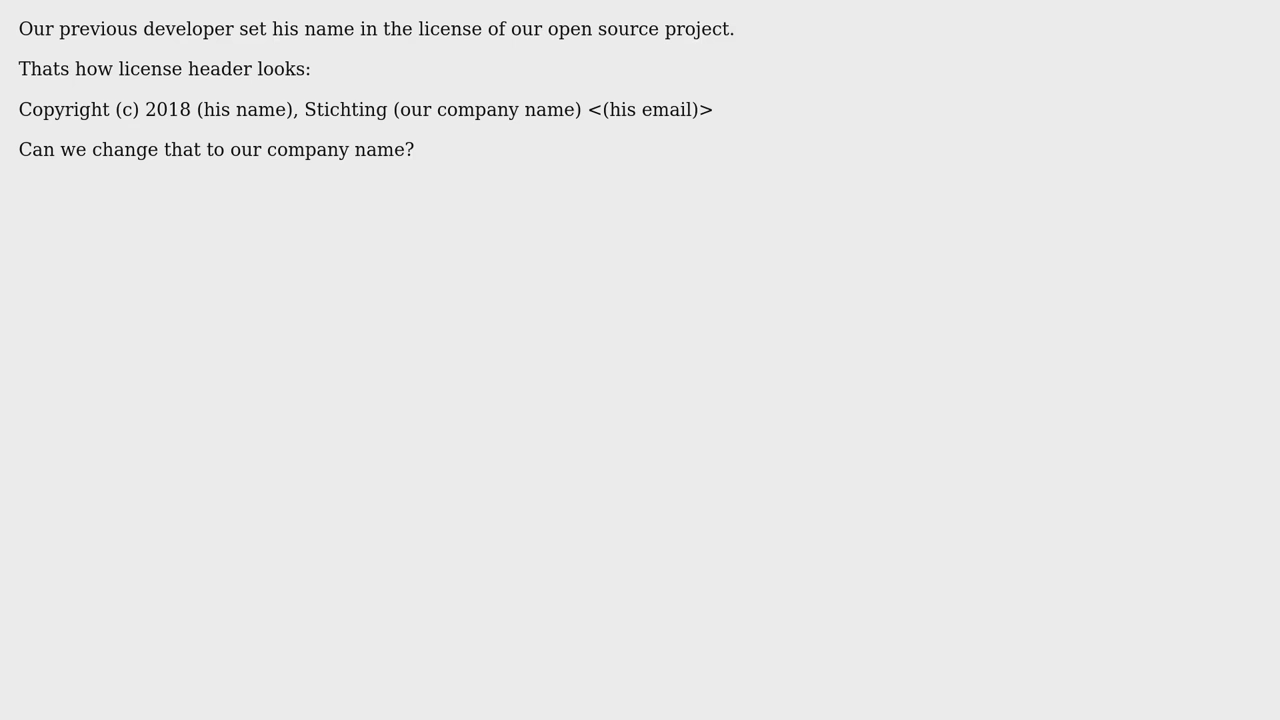 Our previous developer set his name in the license of our open source project.
Thats how license header looks:
Copyright (c) 2018 (his name), Stichting (our company name) <(his email)>
Can we change that to our company name?